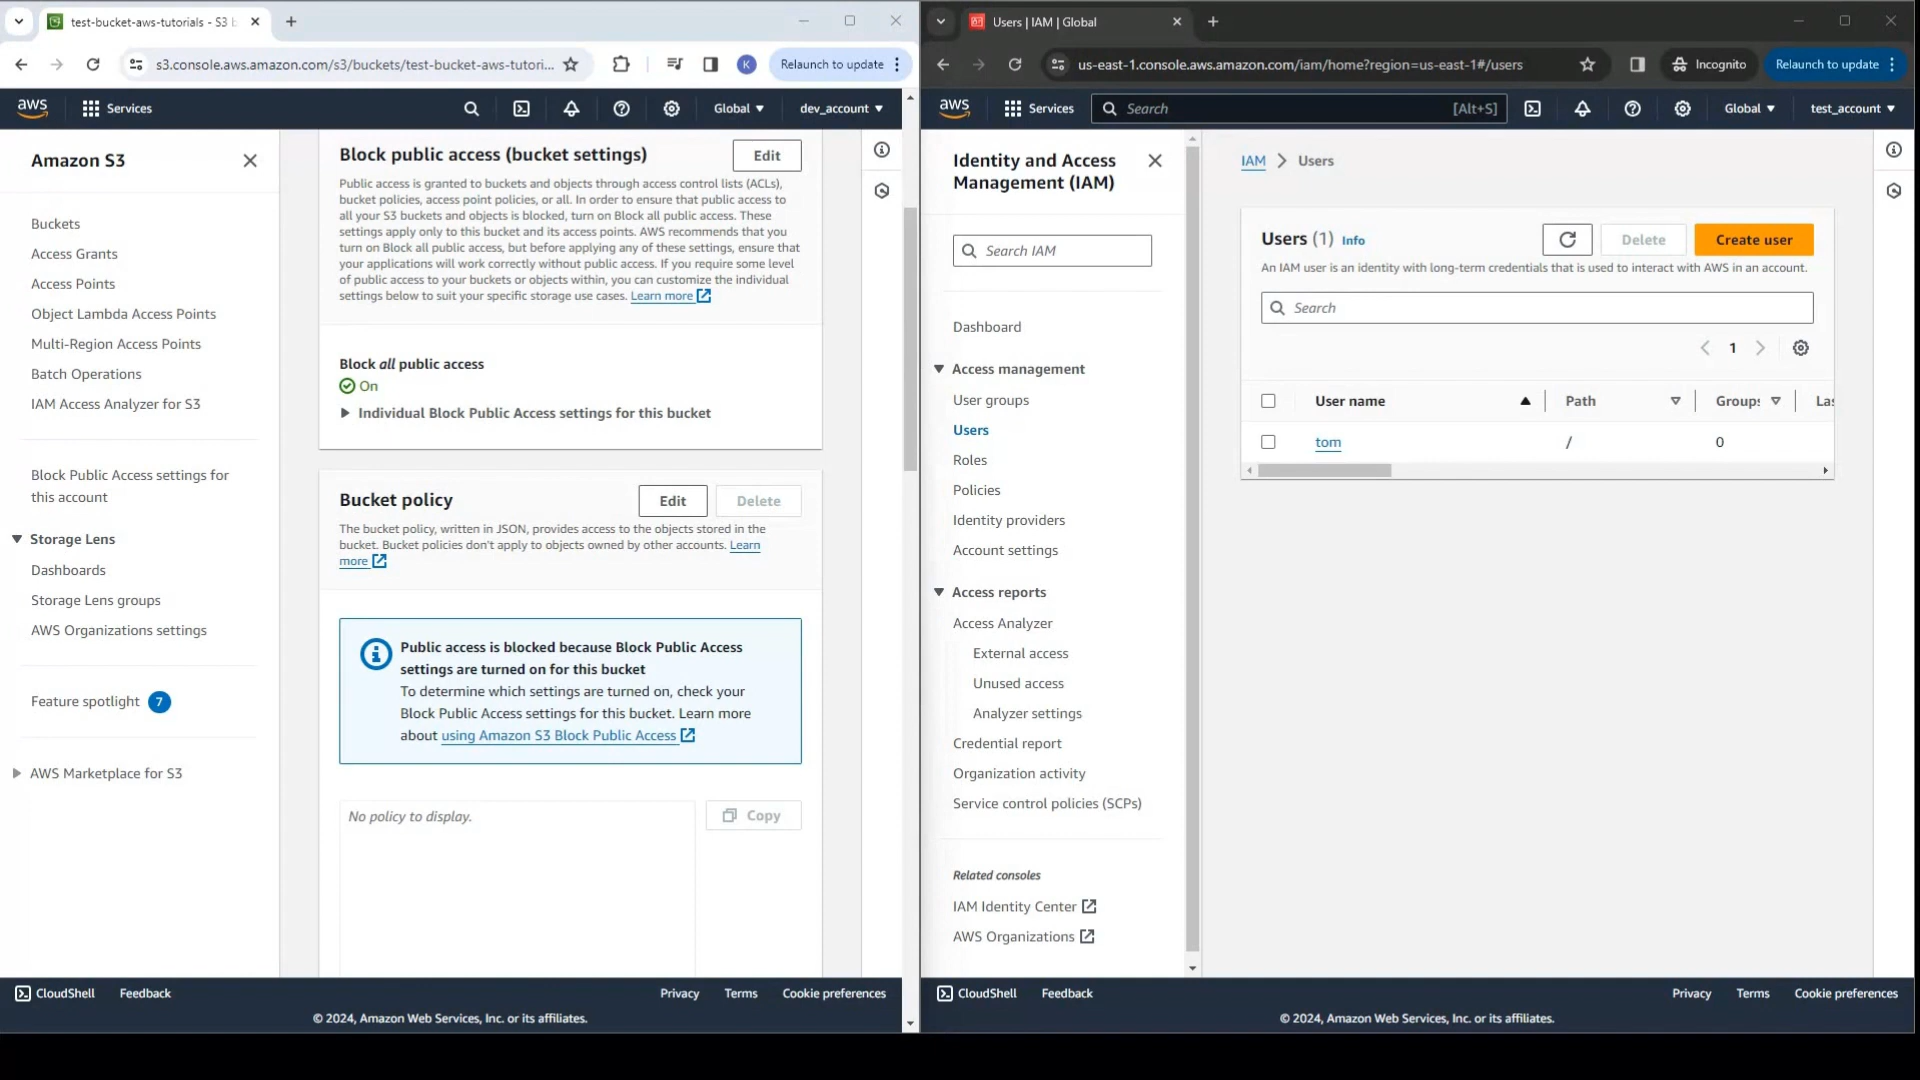 test-bucket-aws-tutorials - S3 b
s3.console.aws.amazon.com/s3/buckets/test-bucket-aws-tutori...
K
Relaunch to update
aws
Services
Global
dev_account
Amazon S3
Buckets
Access Grants
Access Points
Object Lambda Access Points
Multi-Region Access Points
Batch Operations
IAM Access Analyzer for S3
Block Public Access settings for
this account
Storage Lens
Dashboards
Storage Lens groups
AWS Organizations settings
Feature spotlight 7
AWS Marketplace for S3
Block public access (bucket settings)
Edit
Public access is granted to buckets and objects through access control lists (ACLs),
bucket policies, access point policies, or all. In order to ensure that public access to
all your S3 buckets and objects is blocked, turn on Block all public access. These
settings apply only to this bucket and its access points. AWS recommends that you
turn on Block all public access, but before applying any of these settings, ensure that
your applications will work correctly without public access. If you require some level
of public access to your buckets or objects within, you can customize the individual
settings below to suit your specific storage use cases. Learn more
Block all public access
On
Individual Block Public Access settings for this bucket
Bucket policy
Edit
Delete
The bucket policy, written in JSON, provides access to the objects stored in the
bucket. Bucket policies don't apply to objects owned by other accounts. Learn
more
Public access is blocked because Block Public Access
settings are turned on for this bucket
To determine which settings are turned on, check your
Block Public Access settings for this bucket. Learn more
about using Amazon S3 Block Public Access
No policy to display.
Copy
CloudShell
Feedback
Privacy
Terms
Cookie preferences
© 2024, Amazon Web Services, Inc. or its affiliates.
Users | IAM | Global
us-east-1.console.aws.amazon.com/iam/home?region=us-east-1#/users
Incognito
Relaunch to update
aws
Services
Search
[Alt+S]
Global
test_account
Identity and Access
Management (IAM)
Search IAM
Dashboard
Access management
User groups
Users
Roles
Policies
Identity providers
Account settings
Access reports
Access Analyzer
External access
Unused access
Analyzer settings
Credential report
Organization activity
Service control policies (SCPs)
Related consoles
IAM Identity Center
AWS Organizations
IAM > Users
Users (1) Info
Delete
Create user
An IAM user is an identity with long-term credentials that is used to interact with AWS in an account.
Search
1
User name
Path
Groups
Las
tom
/
0
CloudShell
Feedback
Privacy
Terms
Cookie preferences
© 2024, Amazon Web Services, Inc. or its affiliates.